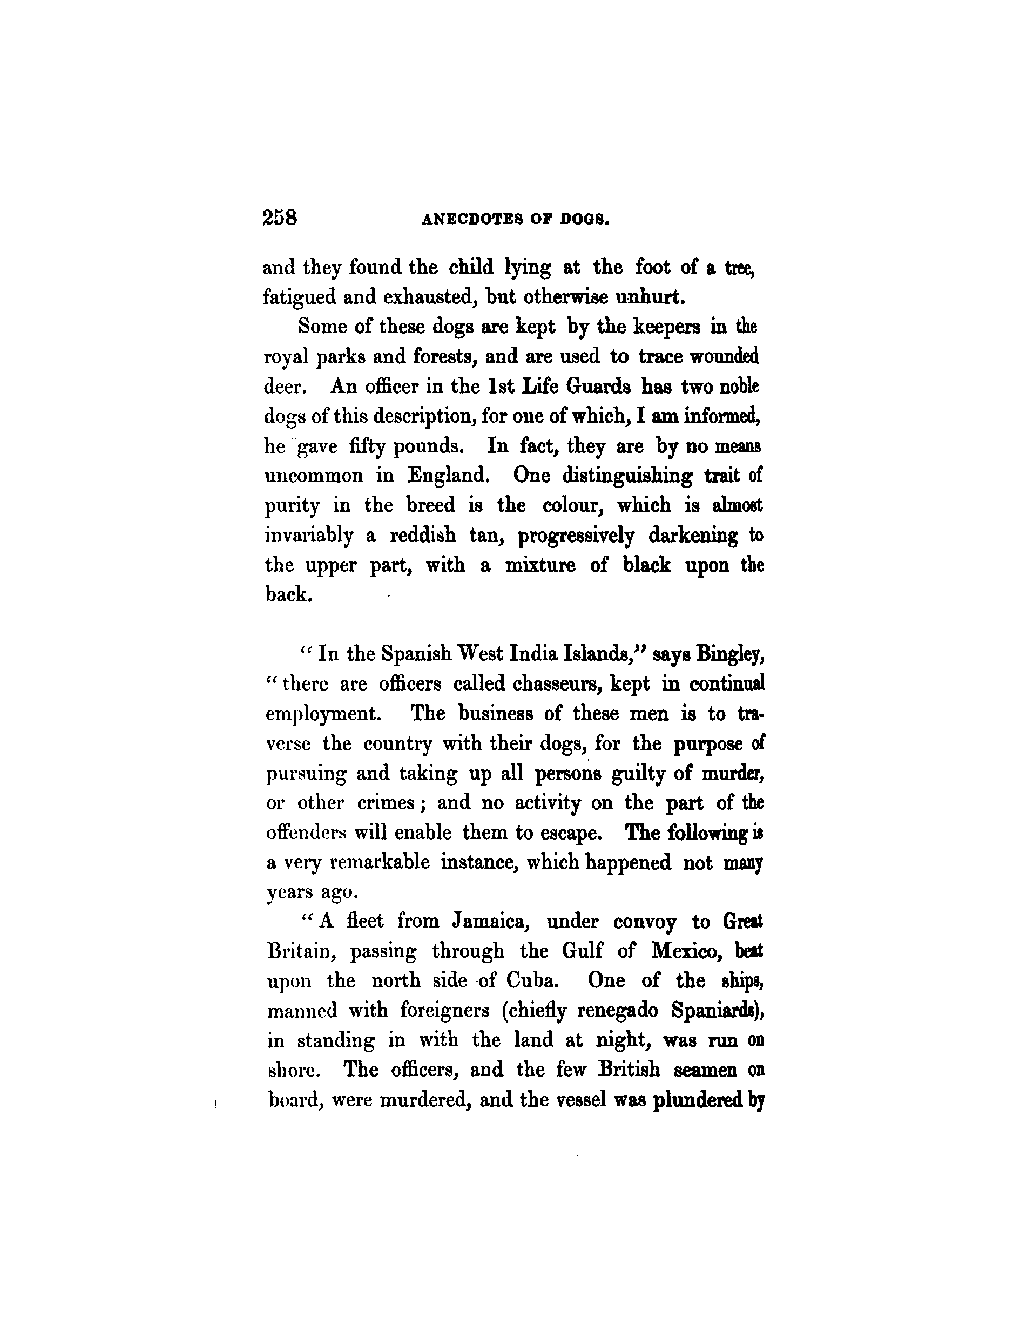 258 ANECDOTES OF DOGS.
and they found the child lying at the foot of a tree,
fatigued and exhausted, but otherwise unhurt.
Some of these dogs are kept by the keepers in the
royal parks and forests, and are used to trace wounded
deer. An officer in the 1st Life Guards has two noble
dogs of this description, for one of which, I am informed,
he gave fifty pounds. In fact, they are by no means
uncommon in England. One distinguishing trait of
purity in the breed is the colour, which is almost
invariably a reddish tan, progressively darkening to
the upper part, with a mixture of black upon the
back.
“In the Spanish West India Islands,” says Bingley,
“there are officers called chasseurs, kept in continual
employment. The business of these men is to tra-
verse the country with their dogs, for the purpose of
pursuing and taking up all persons guilty of murder,
or other crimes; and no activity on the part of the
offenders will enable them to escape. The following is
a very remarkable instance, which happened not many
years ago.
“A fleet from Jamaica, under convoy to Great
Britain, passing through the Gulf of Mexico, beat
upon the north side of Cuba. One of the ships,
manned with foreigners (chiefly renegado Spaniards),
in standing in with the land at night, was run on
shore. The officers, and the few British seamen on
board, were murdered, and the vessel was plundered by